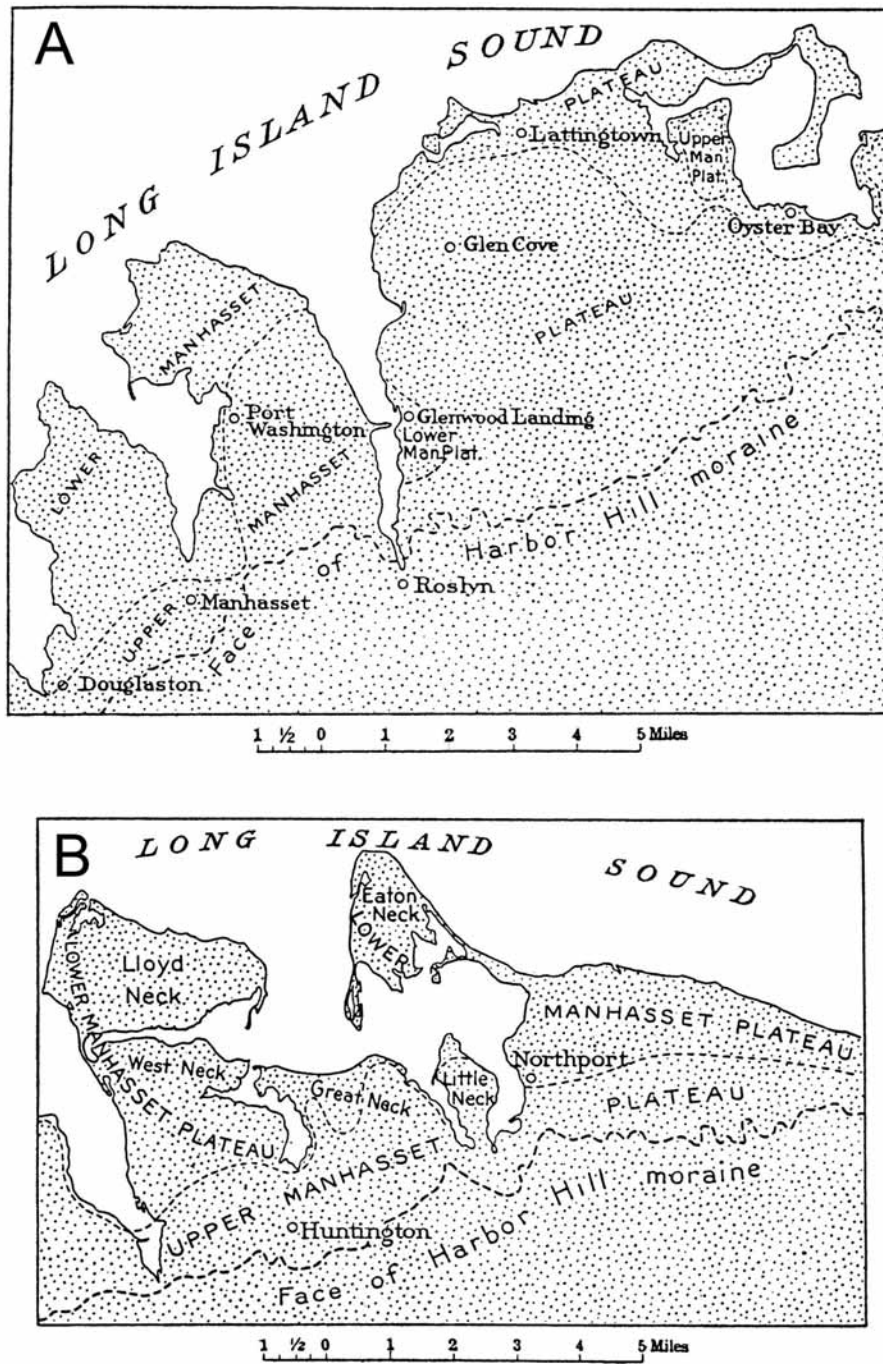 A
LONG ISLAND SOUND
PLATEAU
Lattingtown
Upper
Man
Plat.
Oyster Bay
Glen Cove
PLATEAU
MANHASSET
Port
Washington
Glenwood Landing
Lower
Man Plat.
LOWER
MANHASSET
Face of Harbor Hill moraine
Roslyn
Manhasset
UPPER
Douglaston
1 ½ 0 1 2 3 4 5 Miles
B
LONG ISLAND SOUND
Eaton
Neck
LOWER
Lloyd
Neck
LOWER MANHASSET PLATEAU
MANHASSET PLATEAU
West Neck
Northport
Great Neck
Little
Neck
PLATEAU
UPPER MANHASSET
Huntington
Face of Harbor Hill moraine
1 ½ 0 1 2 3 4 5 Miles